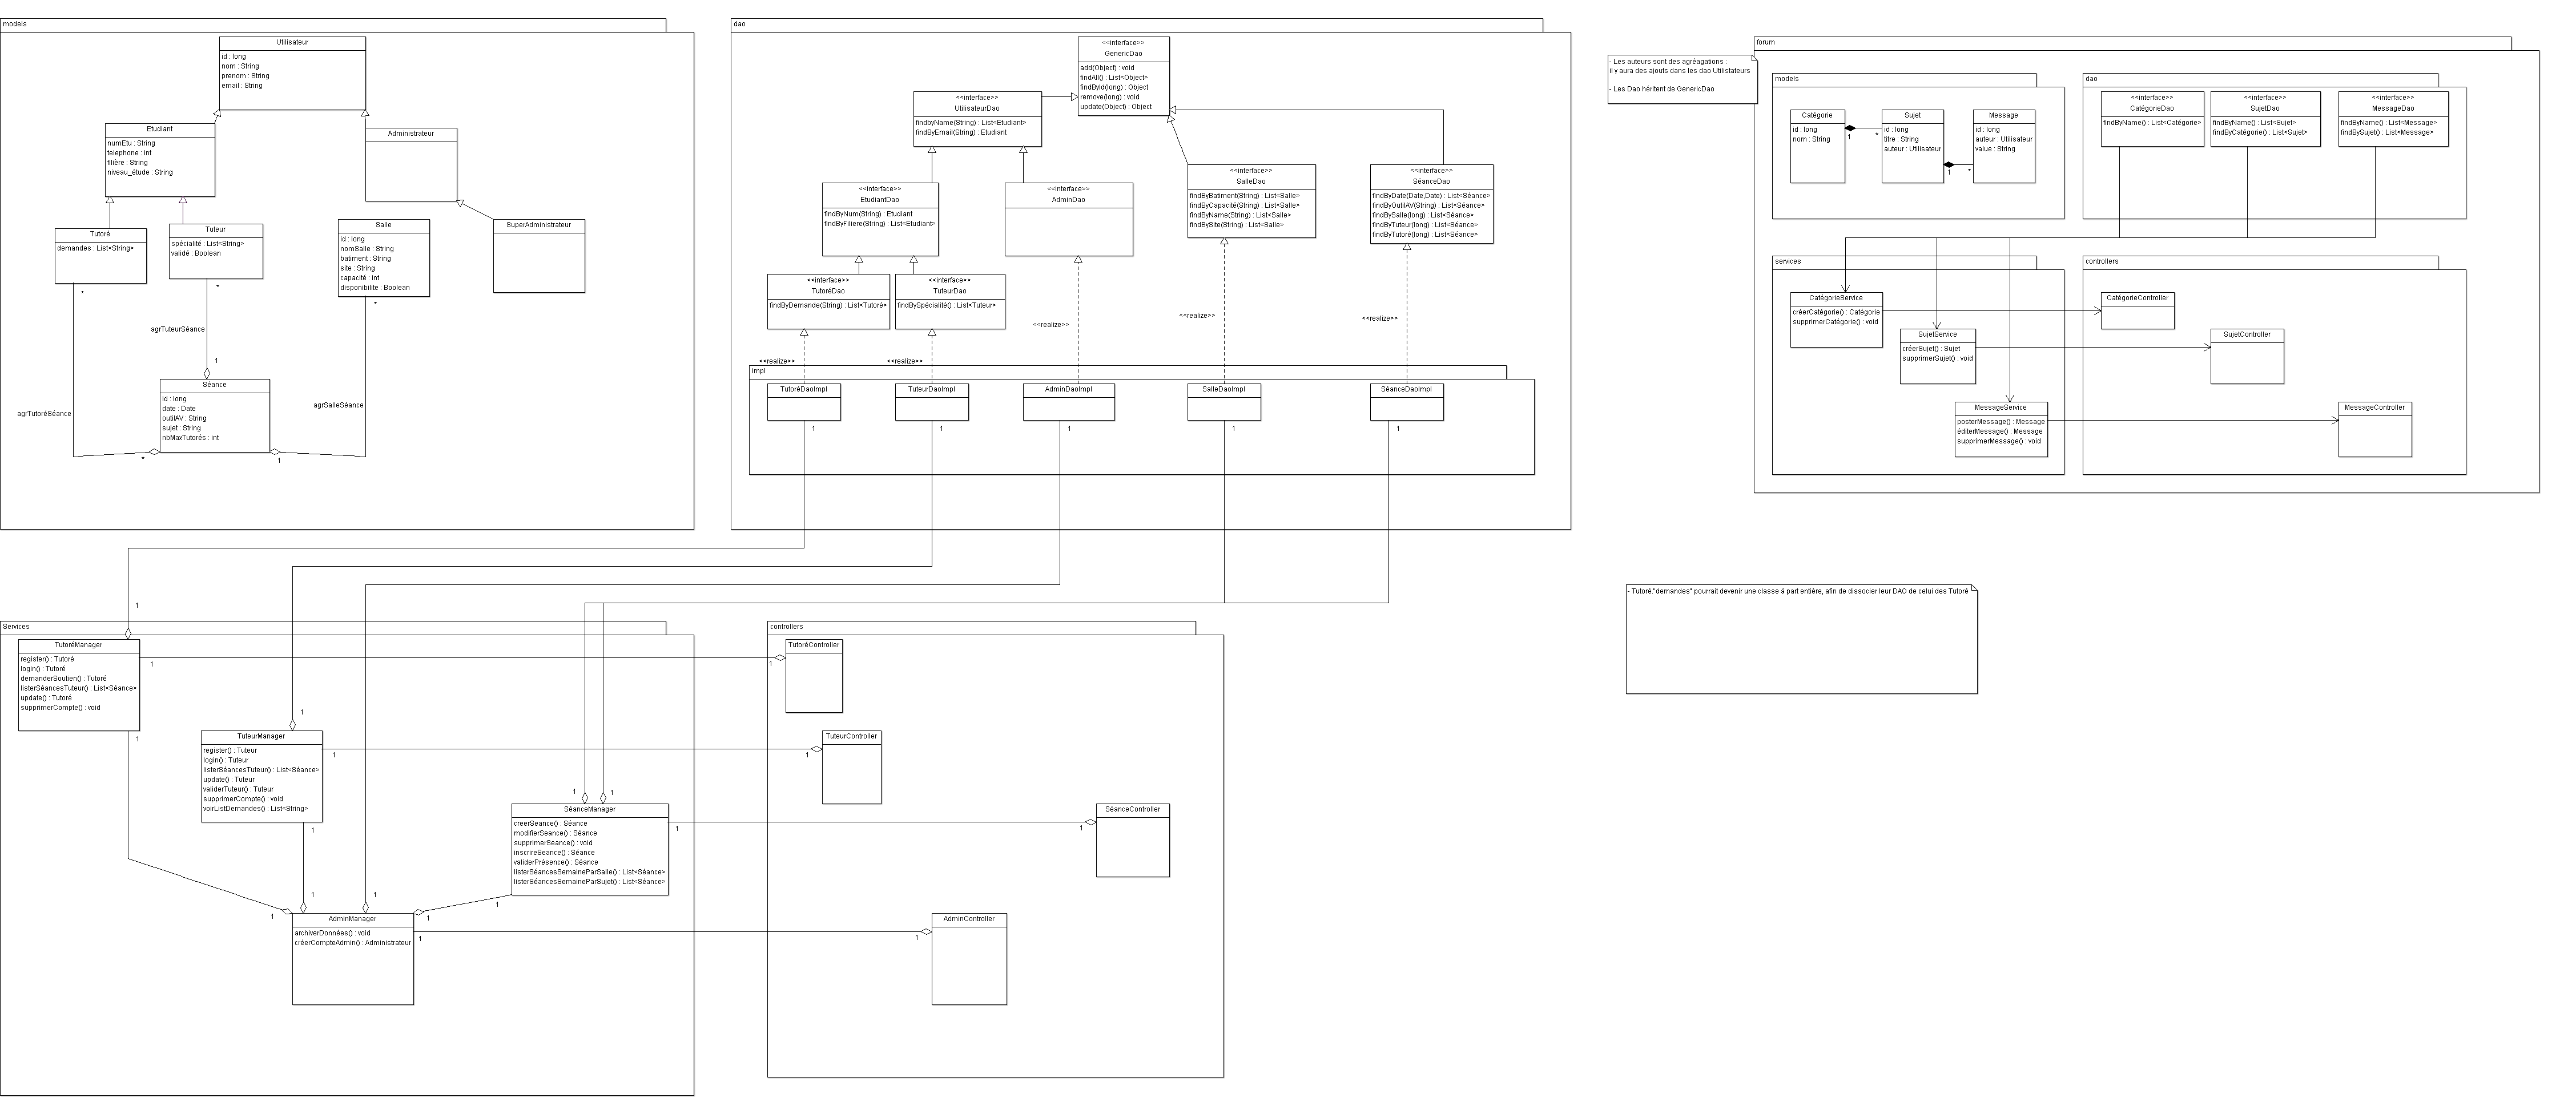 models
Utilisateur
id : long
nom : String
prenom : String
email : String
Etudiant
numEtu : String
telephone : int
filière : String
niveau_étude : String
Administrateur
Tutoré
demandes : List<String>
Tuteur
spécialité : List<String>
validé : Boolean
Salle
id : long
nomSalle : String
batiment : String
site : String
capacité : int
disponibilite : Boolean
SuperAdministrateur
*
*
*
agrTuteurSéance
1
Séance
id : long
date : Date
outilAV : String
sujet : String
nbMaxTutorés : int
agrTutoréSéance
agrSalleSéance
*
1
dao
<<interface>>
GenericDao
add(Object) : void
findAll() : List<Object>
findById(long) : Object
remove(long) : void
update(Object) : Object
<<interface>>
UtilisateurDao
findbyName(String) : List<Etudiant>
findByEmail(String) : Etudiant
<<interface>>
EtudiantDao
findByNum(String) : Etudiant
findByFiliere(String) : List<Etudiant>
<<interface>>
AdminDao
<<interface>>
SalleDao
findByBatiment(String) : List<Salle>
findByCapacité(String) : List<Salle>
findByName(String) : List<Salle>
findBySite(String) : List<Salle>
<<interface>>
SéanceDao
findByDate(Date,Date) : List<Séance>
findByOutilAV(String) : List<Séance>
findBySalle(long) : List<Séance>
findByTuteur(long) : List<Séance>
findByTutoré(long) : List<Séance>
<<interface>>
TutoréDao
findByDemande(String) : List<Tutoré>
<<interface>>
TuteurDao
findBySpécialité() : List<Tuteur>
<<realize>>
<<realize>>
<<realize>>
<<realize>>
<<realize>>
impl
TutoréDaoImpl
TuteurDaoImpl
AdminDaoImpl
SalleDaoImpl
SéanceDaoImpl
1
1
1
1
1
- Les auteurs sont des agréagations :
il y aura des ajouts dans les dao Utilistateurs
- Les Dao héritent de GenericDao
forum
models
Catégorie
id : long
nom : String
1
*
Sujet
id : long
titre : String
auteur : Utilisateur
1
*
Message
id : long
auteur : Utilisateur
value : String
dao
<<interface>>
CatégorieDao
findByName() : List<Catégorie>
<<interface>>
SujetDao
findByName() : List<Sujet>
findByCatégorie() : List<Sujet>
<<interface>>
MessageDao
findByName() : List<Message>
findBySujet() : List<Message>
services
CatégorieService
créerCatégorie() : Catégorie
supprimerCatégorie() : void
SujetService
créerSujet() : Sujet
supprimerSujet() : void
MessageService
posterMessage() : Message
éditerMessage() : Message
supprimerMessage() : void
controllers
CatégorieController
SujetController
MessageController
- Tutoré."demandes" pourrait devenir une classe à part entière, afin de dissocier leur DAO de celui des Tutoré
1
Services
TutoréManager
register() : Tutoré
login() : Tutoré
demanderSoutien() : Tutoré
listerSéancesTuteur() : List<Séance>
update() : Tutoré
supprimerCompte() : void
1
1
1
TuteurManager
register() : Tuteur
login() : Tuteur
listerSéancesTuteur() : List<Séance>
update() : Tuteur
validerTuteur() : Tuteur
supprimerCompte() : void
voirListDemandes() : List<String>
1
1
1
1
SéanceManager
creerSeance() : Séance
modifierSeance() : Séance
supprimerSeance() : void
inscrireSeance() : Séance
validerPrésence() : Séance
listerSéancesSemaineParSalle() : List<Séance>
listerSéancesSemaineParSujet() : List<Séance>
1
1
1
1
1
1
AdminManager
archiverDonnées() : void
créerCompteAdmin() : Administrateur
1
controllers
TutoréController
1
TuteurController
1
SéanceController
1
AdminController
1